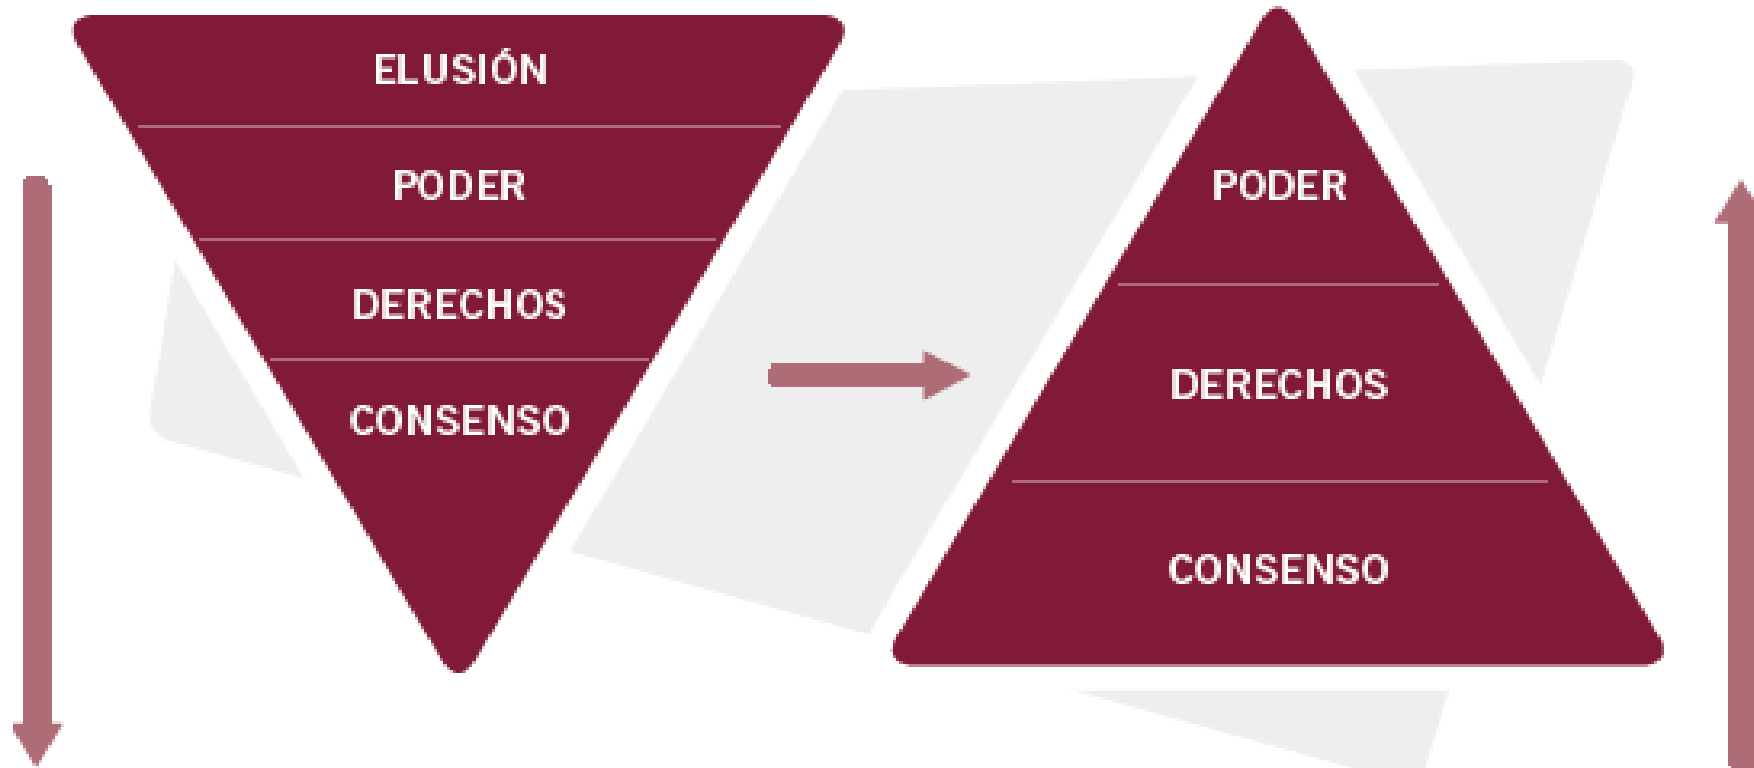 ELUSIÓN
PODER
DERECHOS
CONSENSO
PODER
DERECHOS
CONSENSO